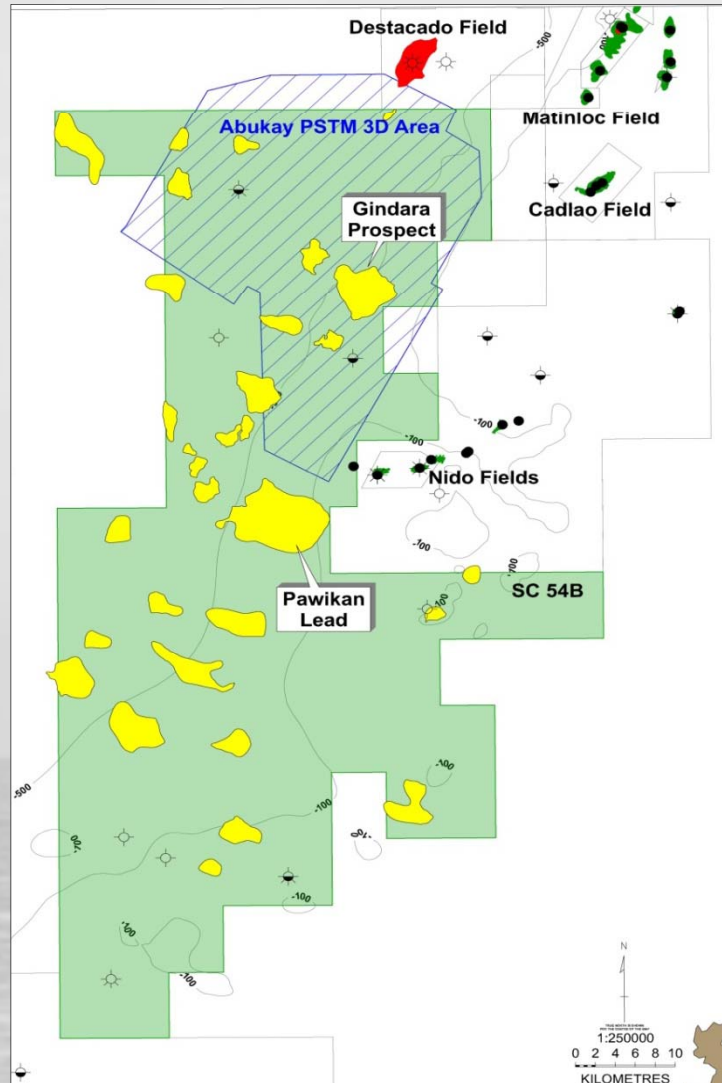 Destacado Field
-500
-100
Matinloc Field
Abukay PSTM 3D Area
Cadlao Field
Gindara
Prospect
-100
-100
Nido Fields
-100
-100
SC 54B
-100
Pawikan
Lead
-500
-100
-100
-100
-100
-100
-100
-100
N
1:250000
0 2 4 6 8 10
KILOMETRES